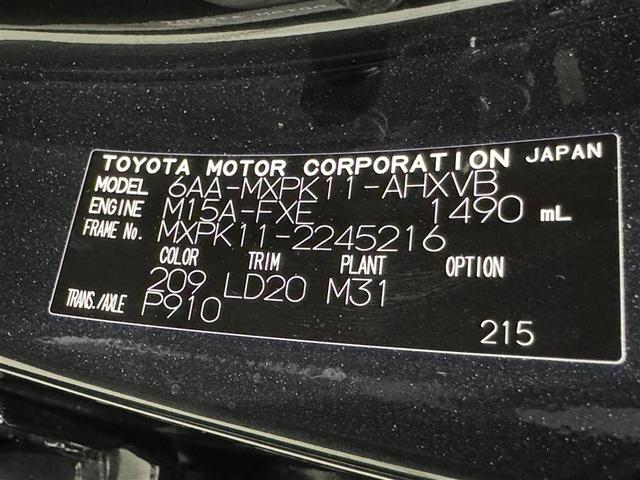 TOYOTA MOTOR CORPORATION JAPAN
MODEL 6AA-MXPK11-AHXVB
ENGINE M15A-FXE 1490 mL
FRAME No. MXPK11-2245216
COLOR TRIM PLANT OPTION
209 LD20 M31
TRANS./AXLE P910
215